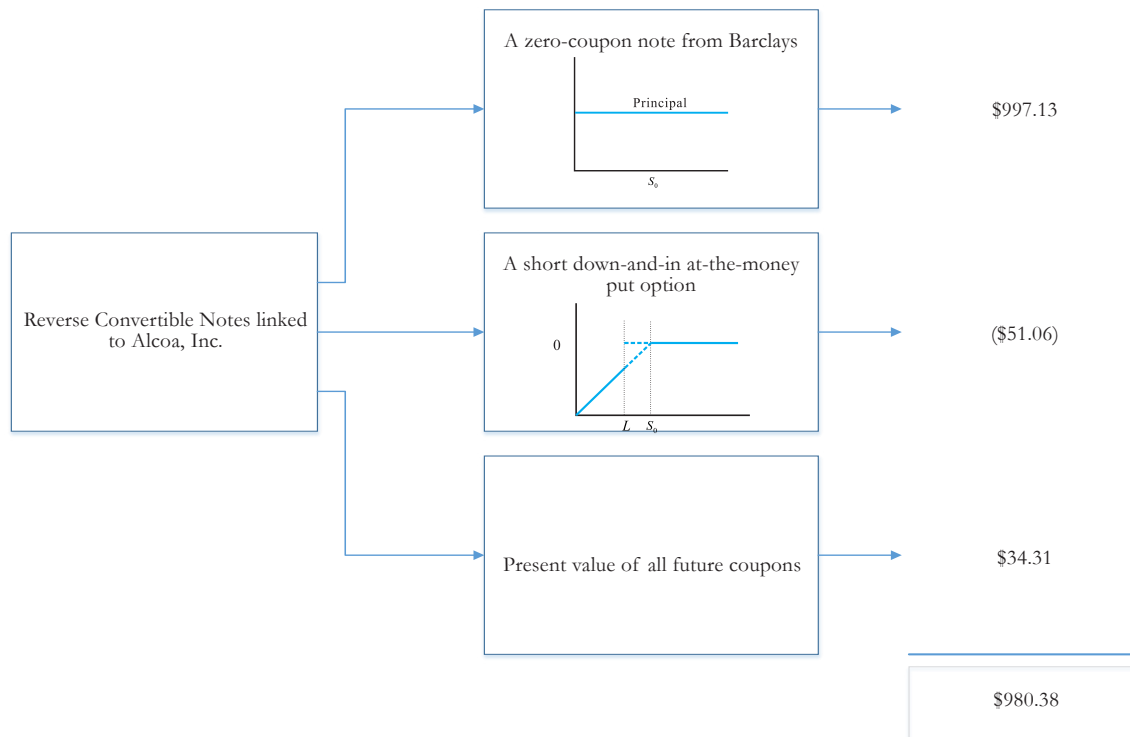 A zero-coupon note from Barclays
Principal
S₀
$997.13
Reverse Convertible Notes linked
to Alcoa, Inc.
A short down-and-in at-the-money
put option
0
L S₀
($51.06)
Present value of all future coupons
$34.31
$980.38